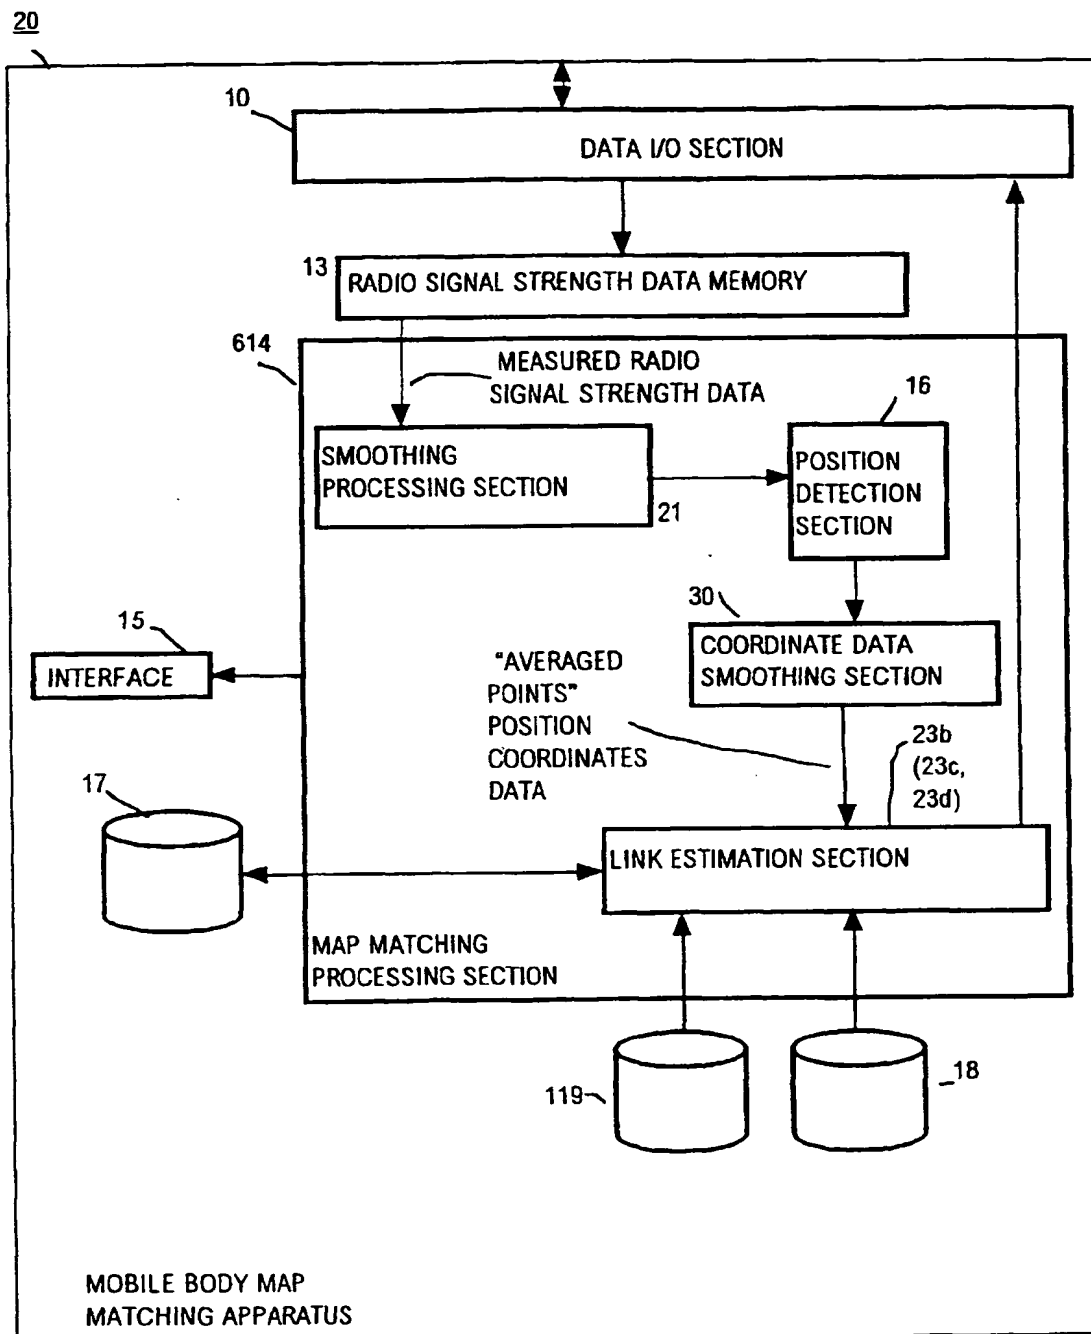 20
10
DATA I/O SECTION
13
RADIO SIGNAL STRENGTH DATA MEMORY
614
MEASURED RADIO
SIGNAL STRENGTH DATA
16
SMOOTHING
PROCESSING SECTION
21
POSITION
DETECTION
SECTION
30
COORDINATE DATA
SMOOTHING SECTION
15
INTERFACE
"AVERAGED
POINTS"
POSITION
COORDINATES
DATA
23b
(23c,
23d)
17
LINK ESTIMATION SECTION
MAP MATCHING
PROCESSING SECTION
119
18
MOBILE BODY MAP
MATCHING APPARATUS